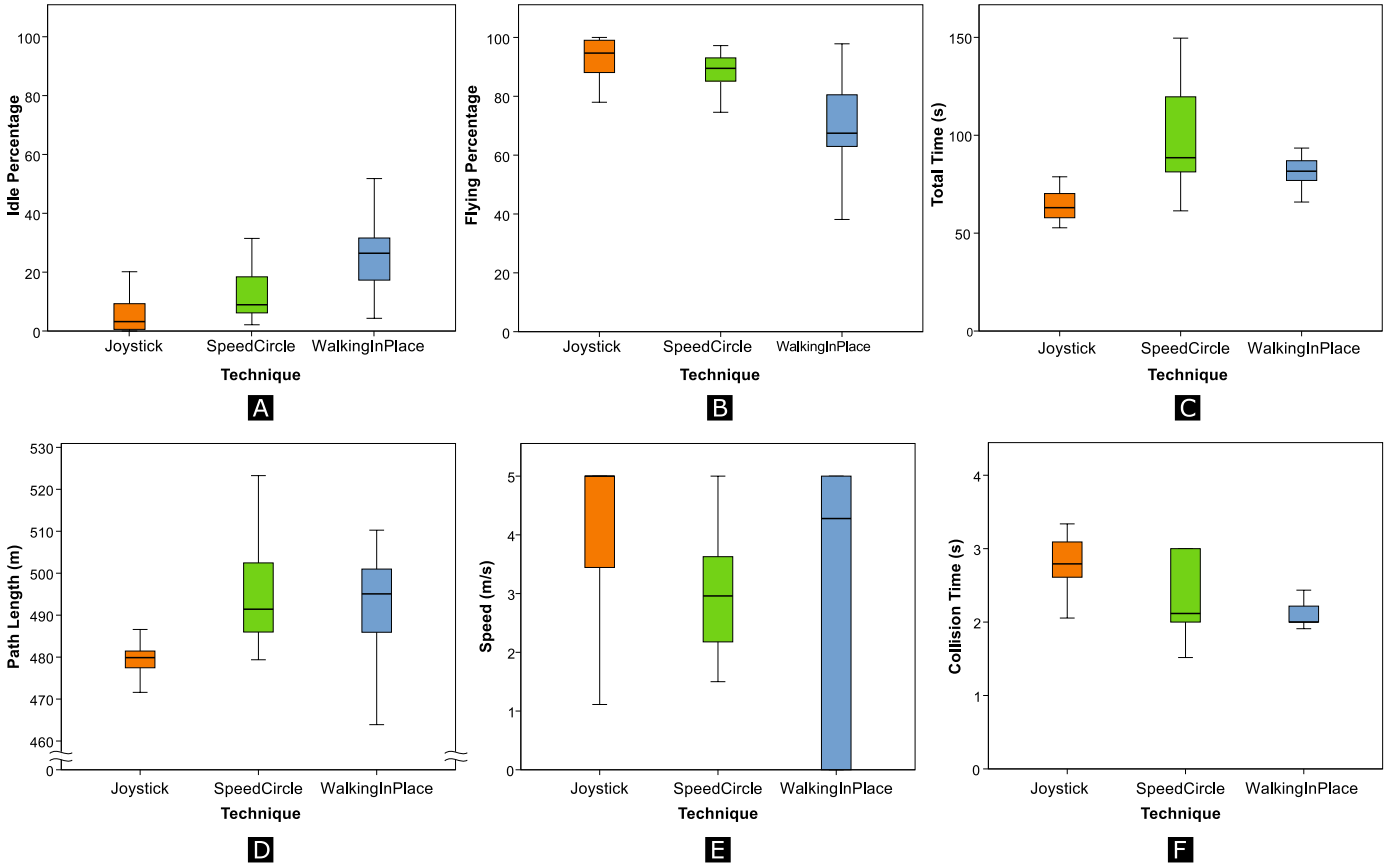 Idle Percentage
100
80
60
40
20
0
Joystick SpeedCircle WalkingInPlace
Technique
A
Flying Percentage
100
80
60
40
20
0
Joystick SpeedCircle WalkingInPlace
Technique
B
Total Time (s)
150
100
50
0
Joystick SpeedCircle WalkingInPlace
Technique
C
Path Length (m)
530
520
510
500
490
480
470
460
0
Joystick SpeedCircle WalkingInPlace
Technique
D
Speed (m/s)
5
4
3
2
1
0
Joystick SpeedCircle WalkingInPlace
Technique
E
Collision Time (s)
4
3
2
1
0
Joystick SpeedCircle WalkingInPlace
Technique
F